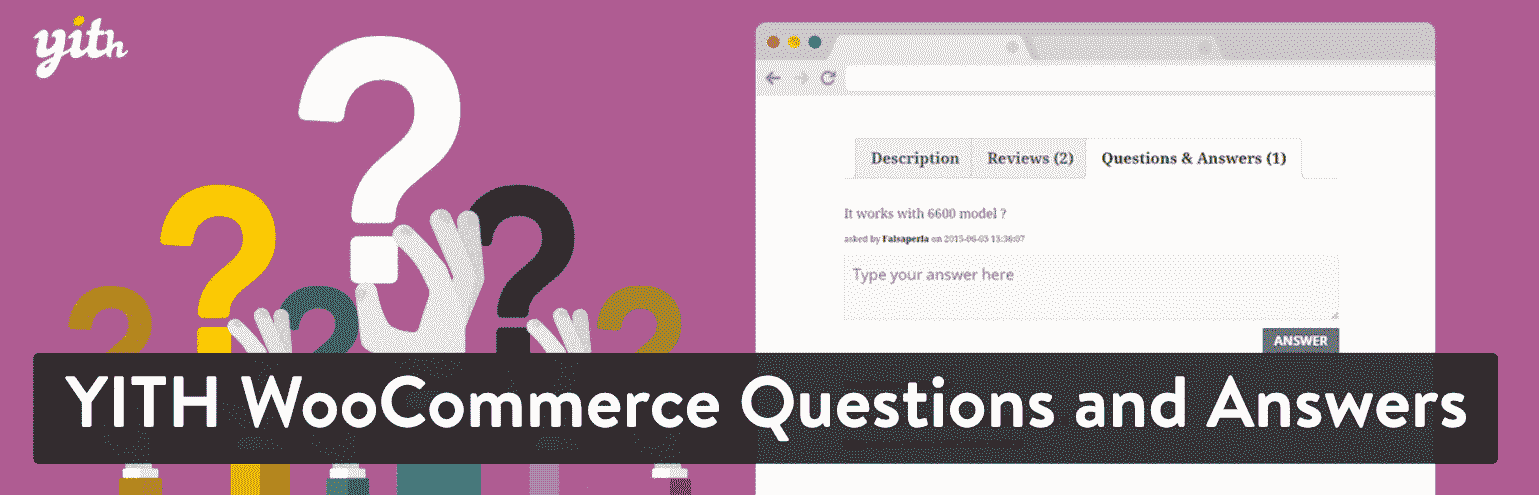 yith
Description Reviews (2) Questions & Answers (1)
It works with 6600 model ?
asked by Falsaperla on 2015-06-03 13:36:07
Type your answer here
ANSWER
YITH WooCommerce Questions and Answers